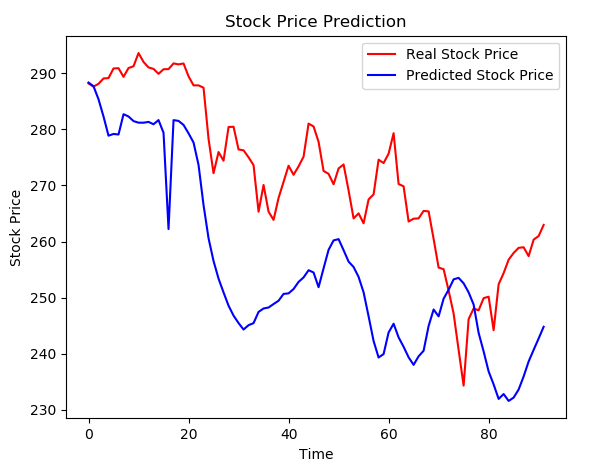 Stock Price Prediction
Real Stock Price
Predicted Stock Price
Stock Price
290
280
270
260
250
240
230
0 20 40 60 80
Time